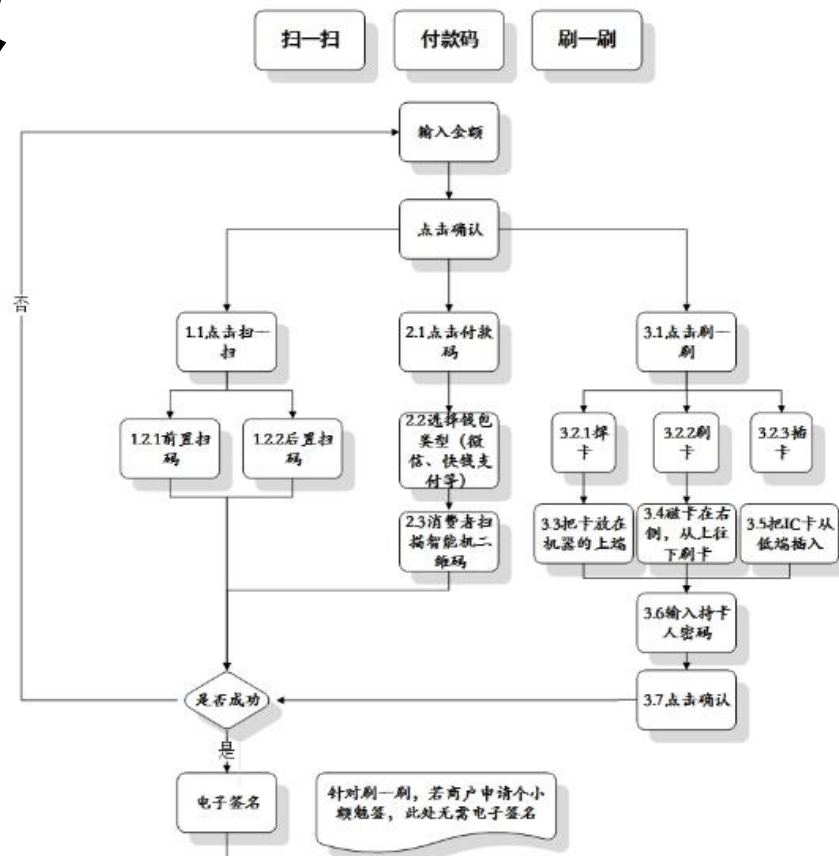 扫一扫
付款码
刷一刷
输入金额
点击确认
否
1.1点击扫一
扫
2.1点击付款
码
3.1点击刷一
刷
1.2.1前置扫
码
1.2.2后置扫
码
2.2选择钱包
类型（微
信、快钱支
付等）
3.2.1挥
卡
3.2.2刷
卡
3.2.3插
卡
2.3消费者扫
描智能机二
维码
3.3把卡放在
机器的上端
3.4磁卡在右
侧，从上往
下刷卡
3.5把IC卡从
低端插入
3.6输入持卡
人密码
是否成功
3.7点击确认
是
电子签名
针对刷一刷，若商户申请个小
额勉签，此处无需电子签名